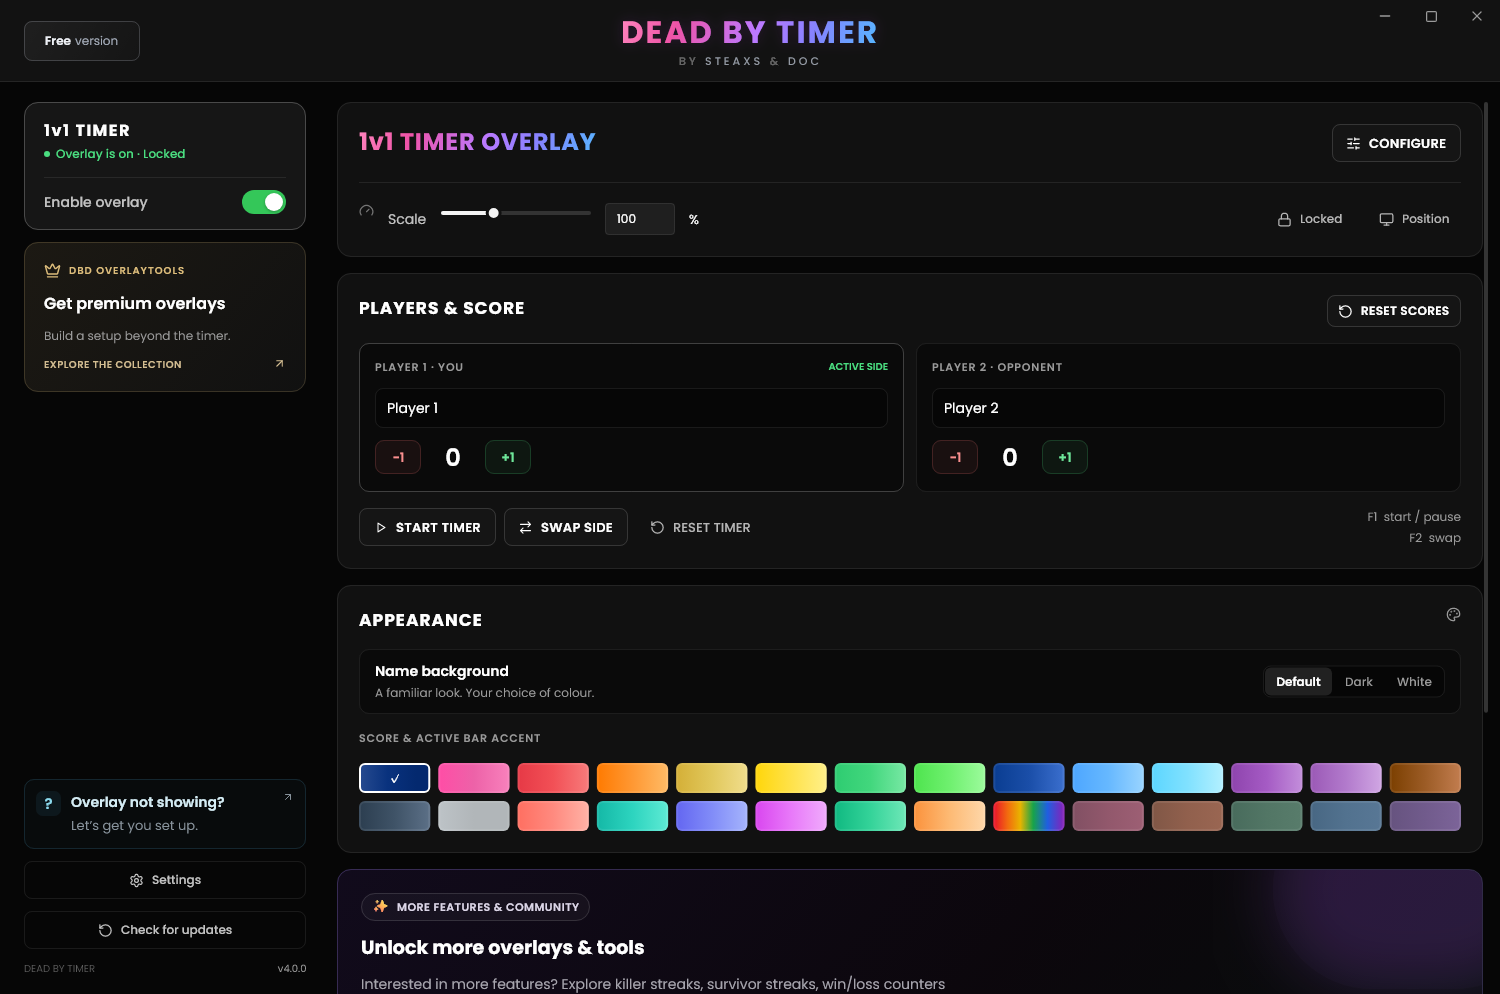 Free version
DEAD BY TIMER
BY STEAXS & DOC
1v1 TIMER
Overlay is on · Locked
Enable overlay
DBD OVERLAYTOOLS
Get premium overlays
Build a setup beyond the timer.
EXPLORE THE COLLECTION
? Overlay not showing?
Let's get you set up.
Settings
Check for updates
DEAD BY TIMER v4.0.0
1v1 TIMER OVERLAY
CONFIGURE
Scale 100 %
Locked Position
PLAYERS & SCORE
RESET SCORES
PLAYER 1 · YOU ACTIVE SIDE
Player 1
-1 0 +1
PLAYER 2 · OPPONENT
Player 2
-1 0 +1
START TIMER SWAP SIDE RESET TIMER
F1 start / pause
F2 swap
APPEARANCE
Name background
A familiar look. Your choice of colour.
Default Dark White
SCORE & ACTIVE BAR ACCENT
MORE FEATURES & COMMUNITY
Unlock more overlays & tools
Interested in more features? Explore killer streaks, survivor streaks, win/loss counters